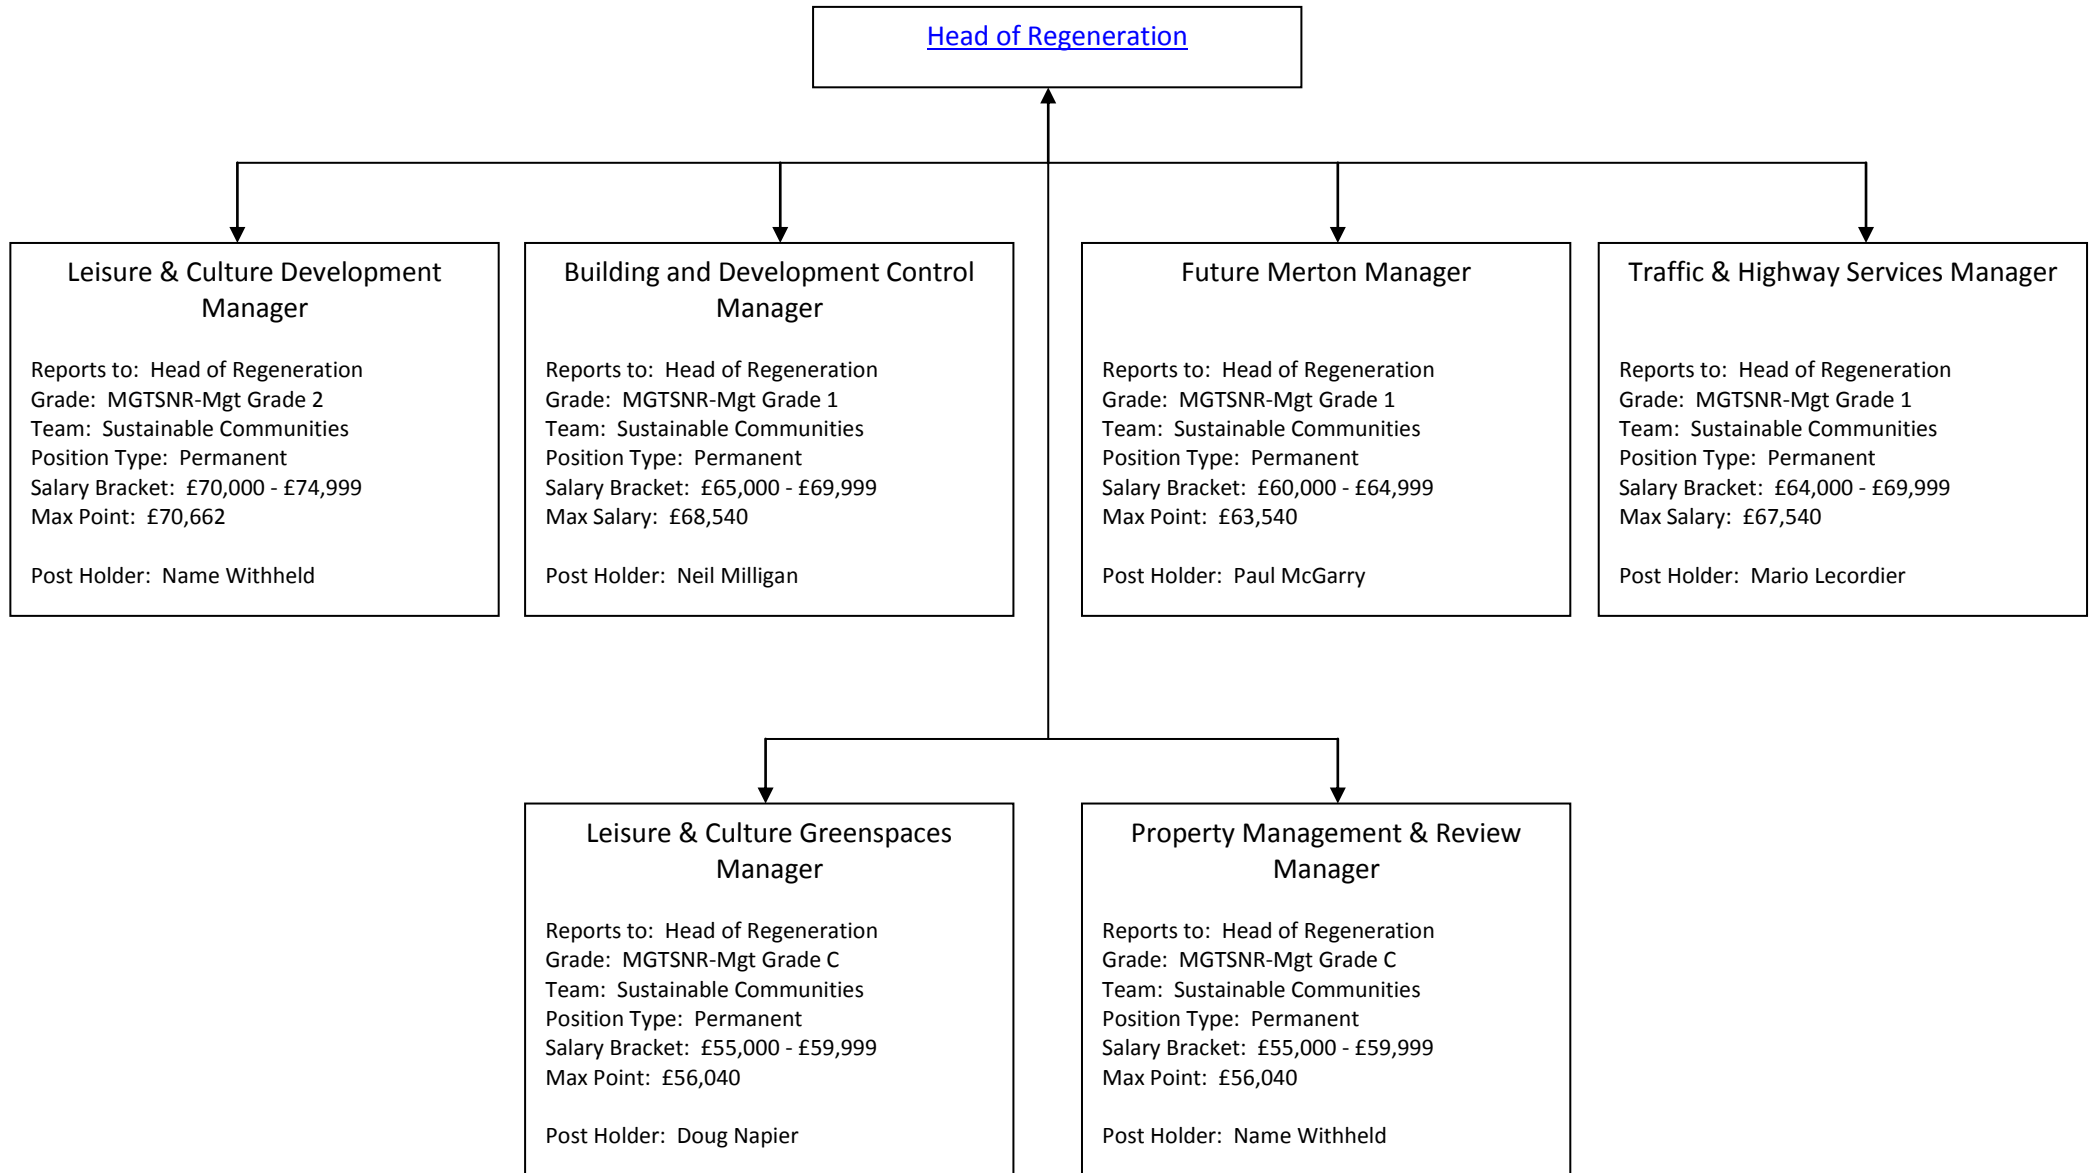 Head of Regeneration
Leisure & Culture Development
Manager
Reports to: Head of Regeneration
Grade: MGTSNR-Mgt Grade 2
Team: Sustainable Communities
Position Type: Permanent
Salary Bracket: £70,000 - £74,999
Max Point: £70,662
Post Holder: Name Withheld
Building and Development Control
Manager
Reports to: Head of Regeneration
Grade: MGTSNR-Mgt Grade 1
Team: Sustainable Communities
Position Type: Permanent
Salary Bracket: £65,000 - £69,999
Max Salary: £68,540
Post Holder: Neil Milligan
Future Merton Manager
Reports to: Head of Regeneration
Grade: MGTSNR-Mgt Grade 1
Team: Sustainable Communities
Position Type: Permanent
Salary Bracket: £60,000 - £64,999
Max Point: £63,540
Post Holder: Paul McGarry
Traffic & Highway Services Manager
Reports to: Head of Regeneration
Grade: MGTSNR-Mgt Grade 1
Team: Sustainable Communities
Position Type: Permanent
Salary Bracket: £64,000 - £69,999
Max Salary: £67,540
Post Holder: Mario Lecordier
Leisure & Culture Greenspaces
Manager
Reports to: Head of Regeneration
Grade: MGTSNR-Mgt Grade C
Team: Sustainable Communities
Position Type: Permanent
Salary Bracket: £55,000 - £59,999
Max Point: £56,040
Post Holder: Doug Napier
Property Management & Review
Manager
Reports to: Head of Regeneration
Grade: MGTSNR-Mgt Grade C
Team: Sustainable Communities
Position Type: Permanent
Salary Bracket: £55,000 - £59,999
Max Point: £56,040
Post Holder: Name Withheld